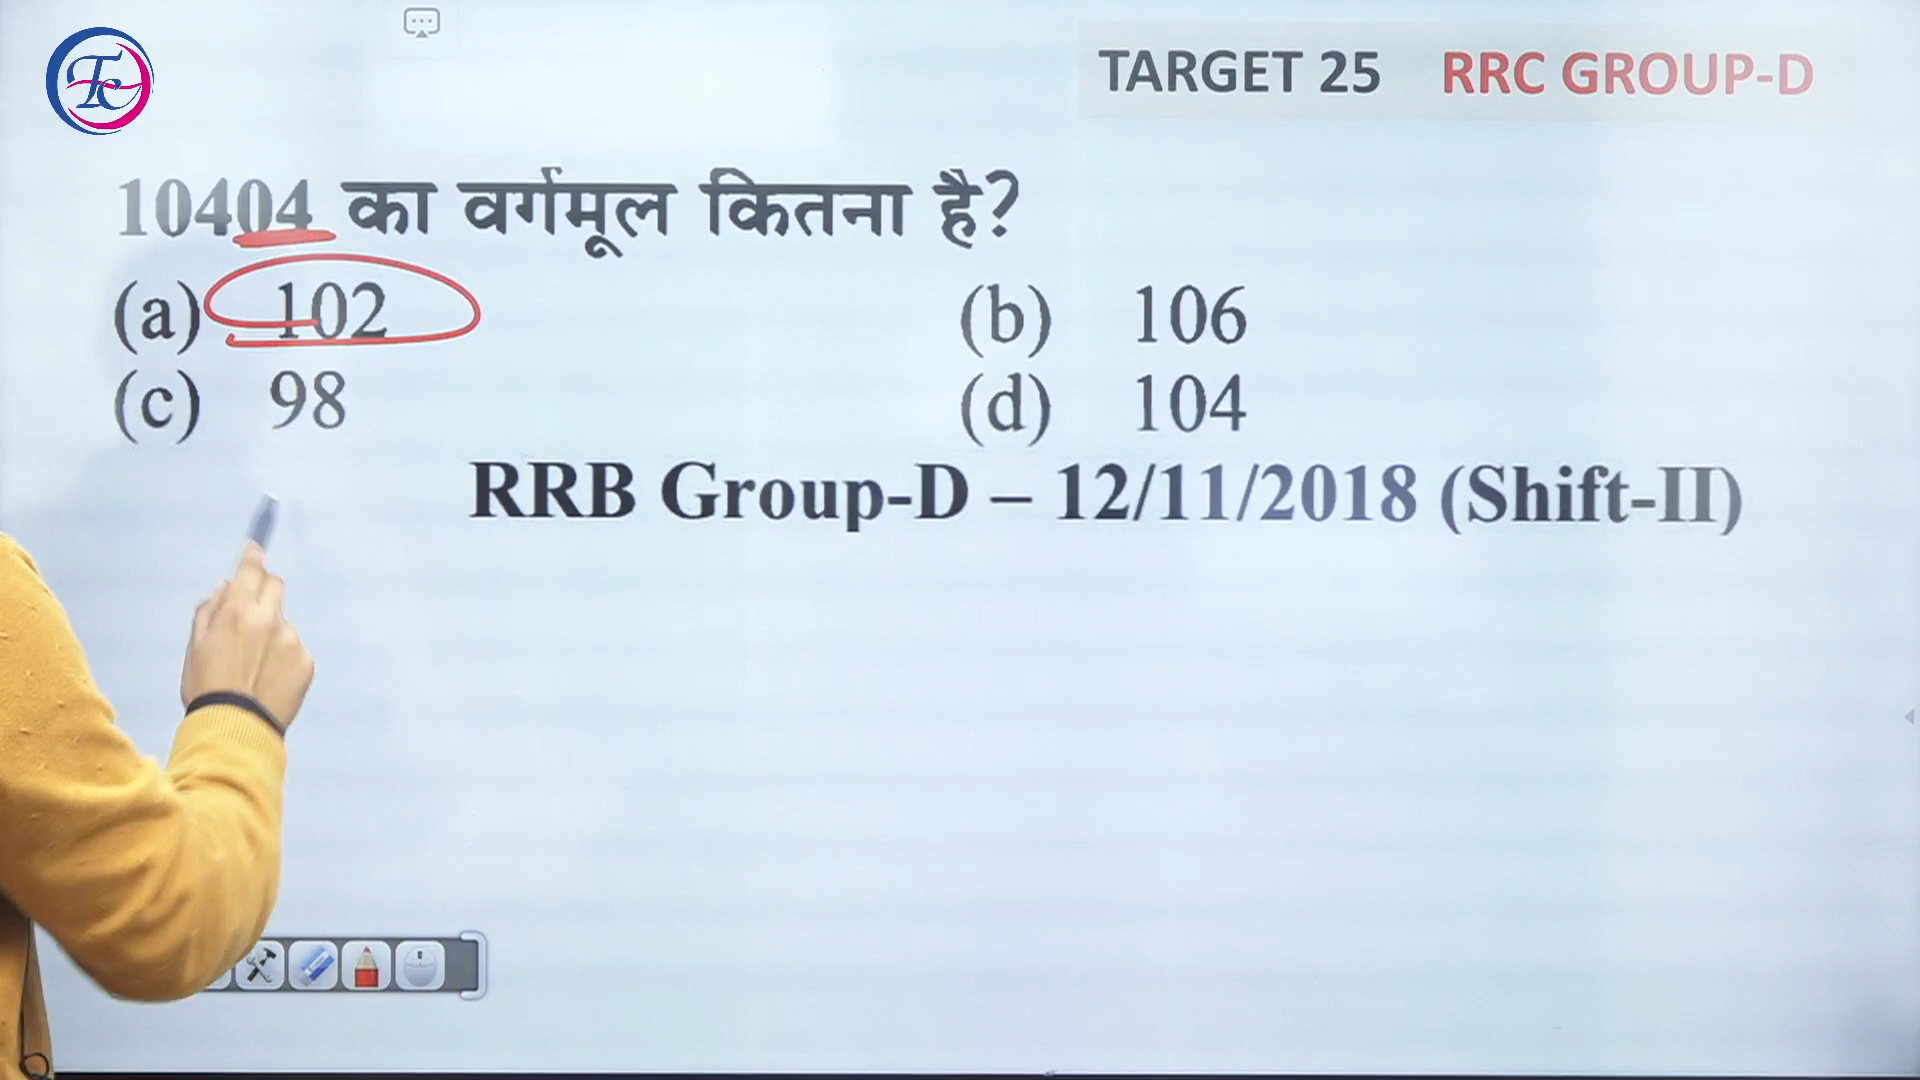 Tc
TARGET 25 RRC GROUP-D
10404 का वर्गमूल कितना है?
(a) 102 (b) 106
(c) 98 (d) 104
RRB Group-D – 12/11/2018 (Shift-II)